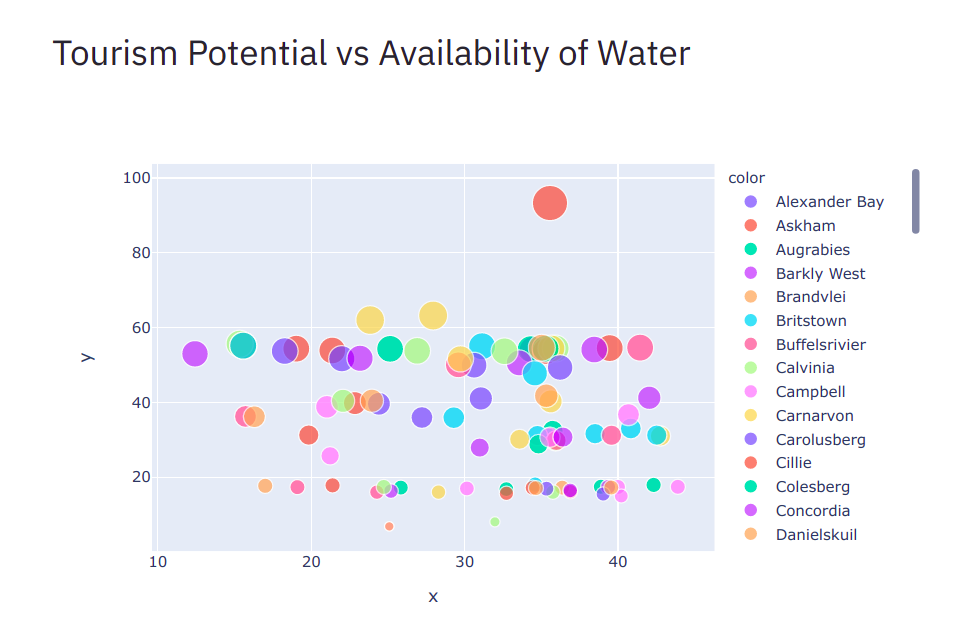 Tourism Potential vs Availability of Water
color
100
80
60
40
20
y
10 20 30 40
x
Alexander Bay
Askham
Augrabies
Barkly West
Brandvlei
Britstown
Buffelsrivier
Calvinia
Campbell
Carnarvon
Carolusberg
Cillie
Colesberg
Concordia
Danielskuil